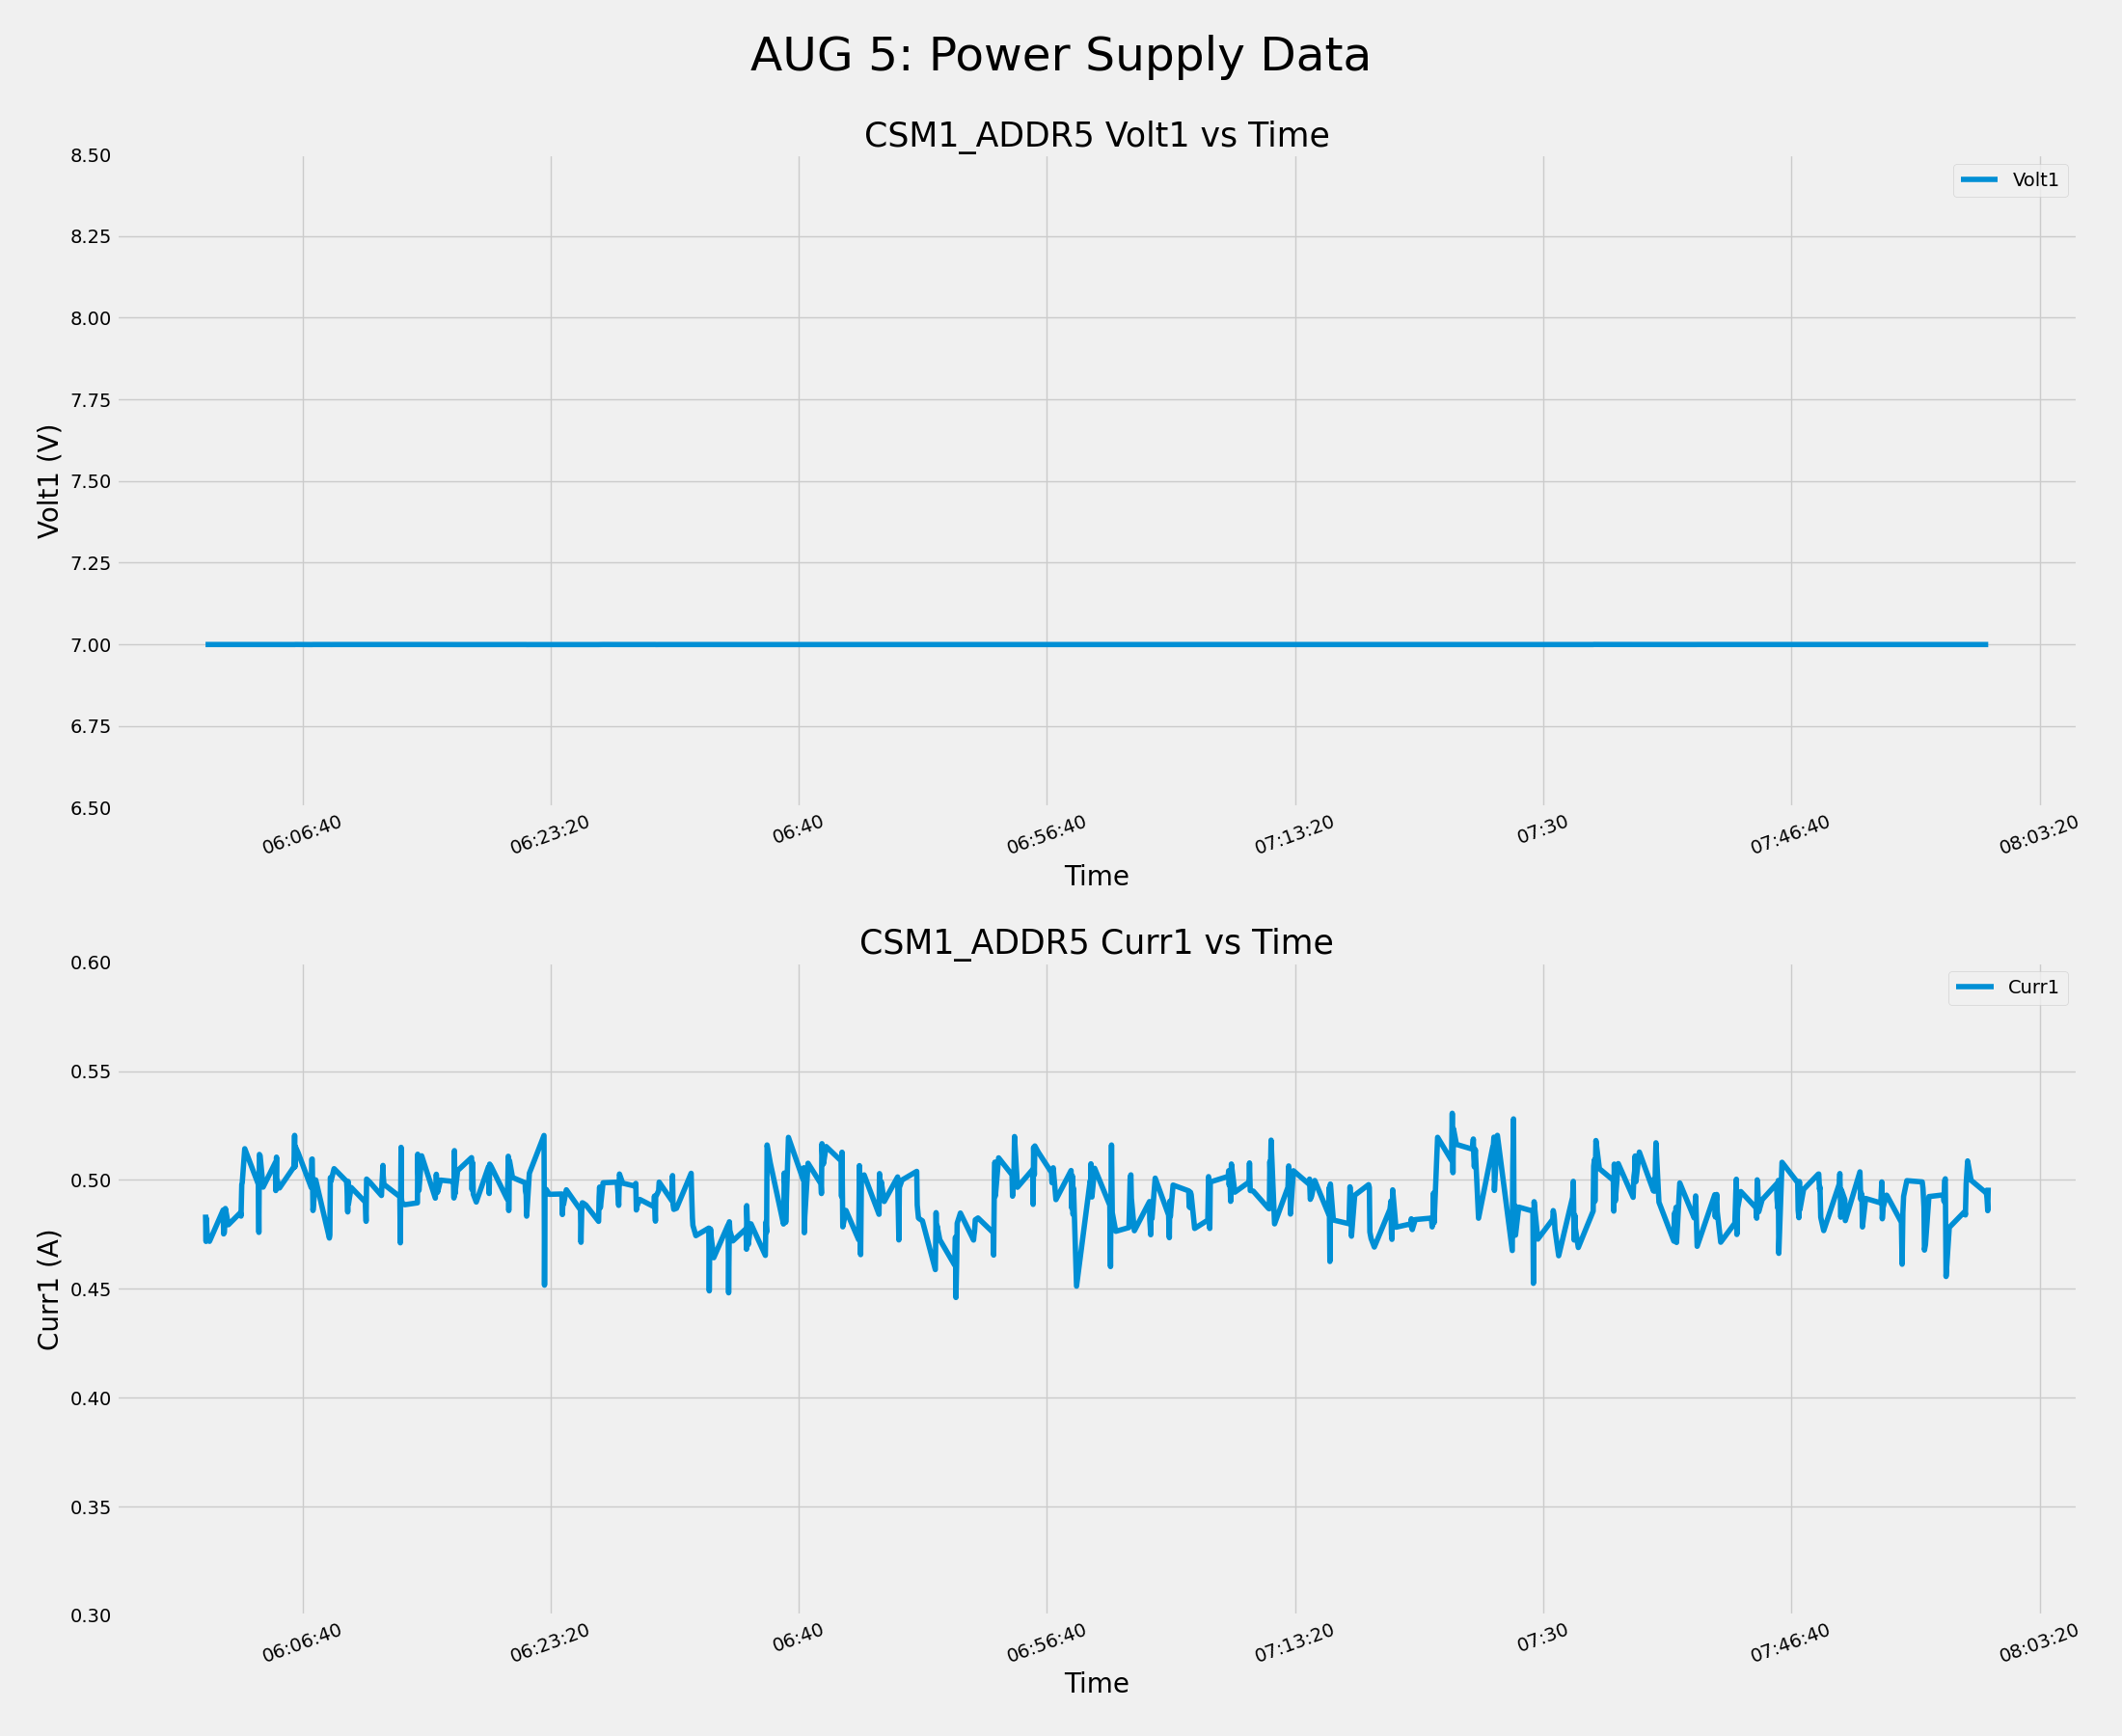 AUG 5: Power Supply Data
CSM1_ADDR5 Volt1 vs Time
8.50
8.25
8.00
7.75
7.50
7.25
7.00
6.75
6.50
Volt1 (V)
Volt1
06:06:40 06:23:20 06:40 06:56:40 07:13:20 07:30 07:46:40 08:03:20
Time
CSM1_ADDR5 Curr1 vs Time
0.60
0.55
0.50
0.45
0.40
0.35
0.30
Curr1 (A)
Curr1
06:06:40 06:23:20 06:40 06:56:40 07:13:20 07:30 07:46:40 08:03:20
Time